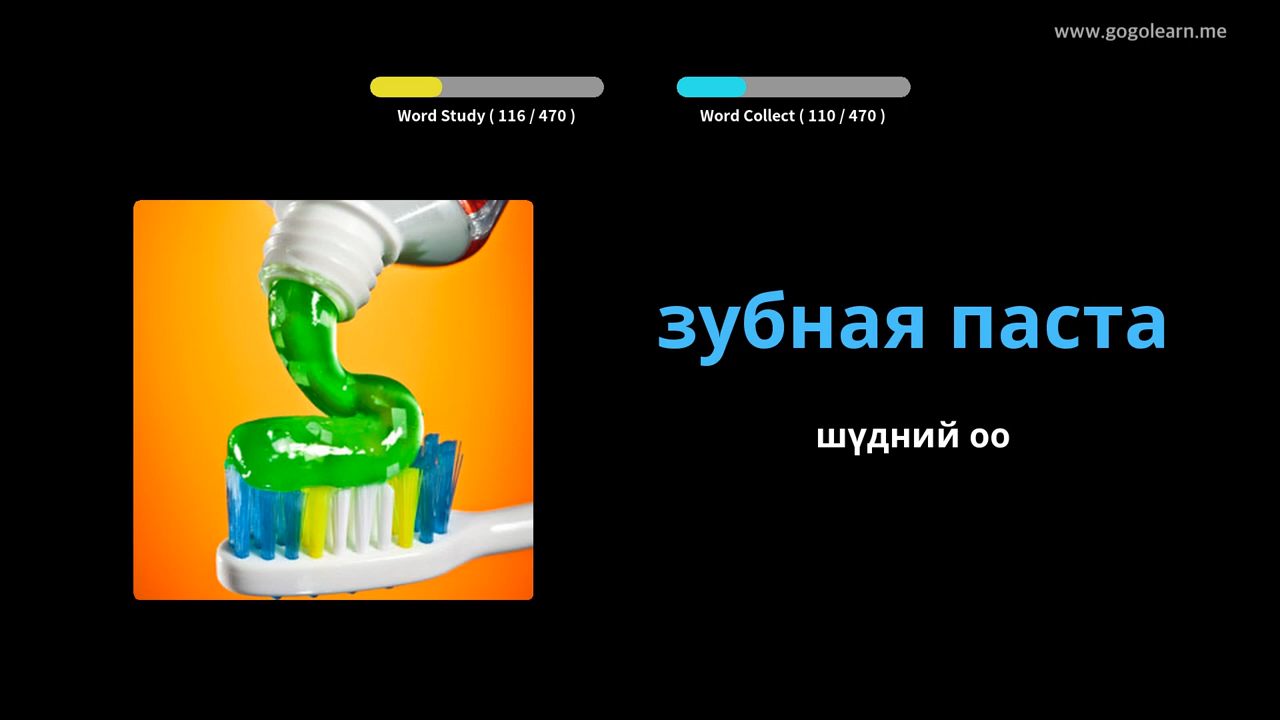 www.gogolearn.me
Word Study ( 116 / 470 )
Word Collect ( 110 / 470 )
зубная паста
шүдний оо